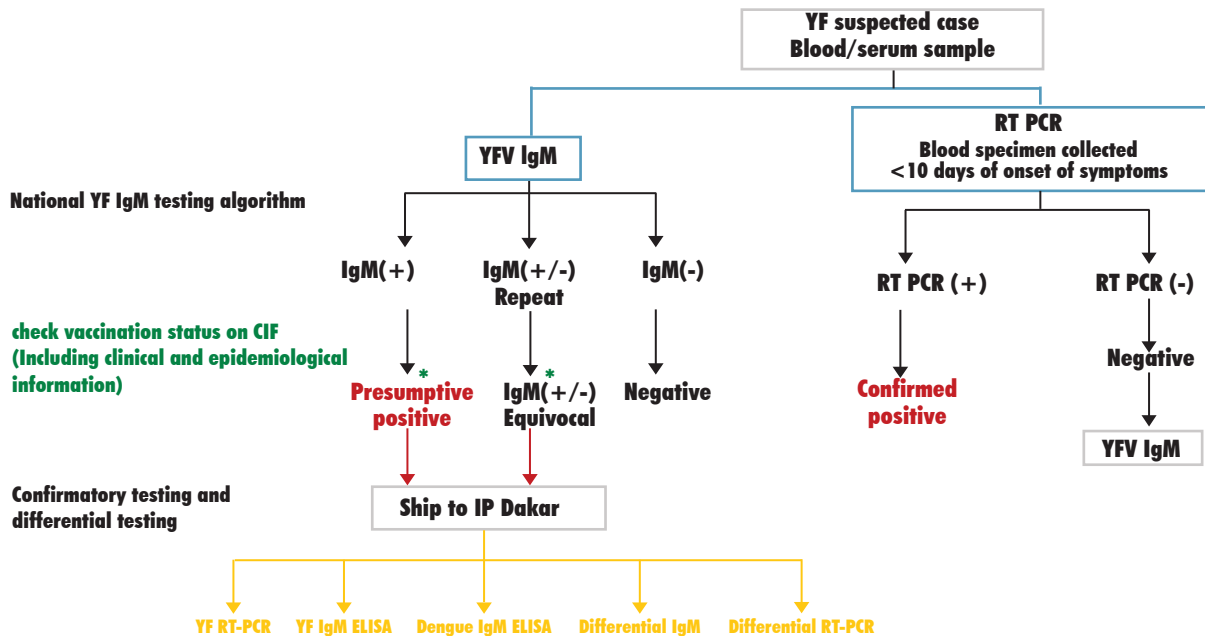 YF suspected case
Blood/serum sample
YFV IgM
RT PCR
Blood specimen collected
<10 days of onset of symptoms
National YF IgM testing algorithm
IgM(+)
IgM(+/-)
Repeat
IgM(-)
RT PCR (+)
RT PCR (-)
check vaccination status on CIF
(Including clinical and epidemiological
information)
*
Presumptive
positive
*
IgM(+/-)
Equivocal
Negative
Confirmed
positive
Negative
YFV IgM
Confirmatory testing and
differential testing
Ship to IP Dakar
YF RT-PCR
YF IgM ELISA
Dengue IgM ELISA
Differential IgM
Differential RT-PCR